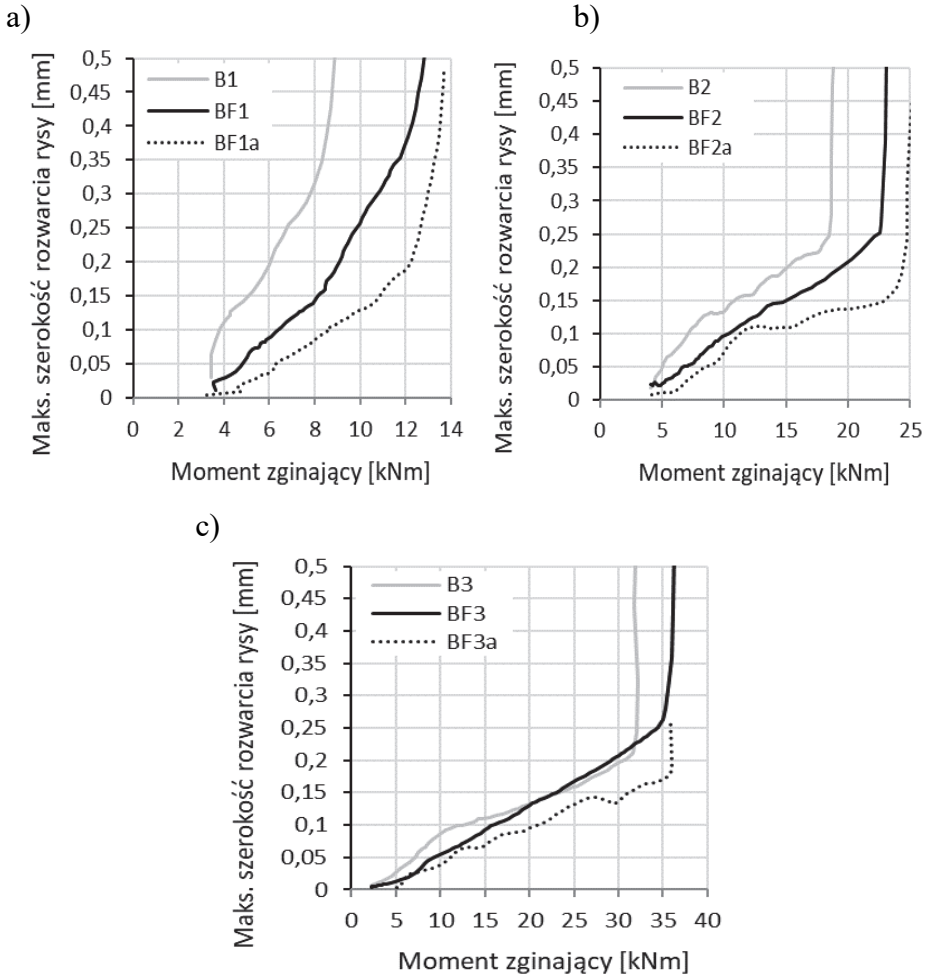 a)
Maks. szerokość rozwarcia rysy [mm]
0,5
0,45
0,4
0,35
0,3
0,25
0,2
0,15
0,1
0,05
0
B1
BF1
BF1a
0 2 4 6 8 10 12 14
Moment zginający [kNm]
b)
Maks. szerokość rozwarcia rysy [mm]
0,5
0,45
0,4
0,35
0,3
0,25
0,2
0,15
0,1
0,05
0
B2
BF2
BF2a
0 5 10 15 20 25
Moment zginający [kNm]
c)
Maks. szerokość rozwarcia rysy [mm]
0,5
0,45
0,4
0,35
0,3
0,25
0,2
0,15
0,1
0,05
0
B3
BF3
BF3a
0 5 10 15 20 25 30 35 40
Moment zginający [kNm]